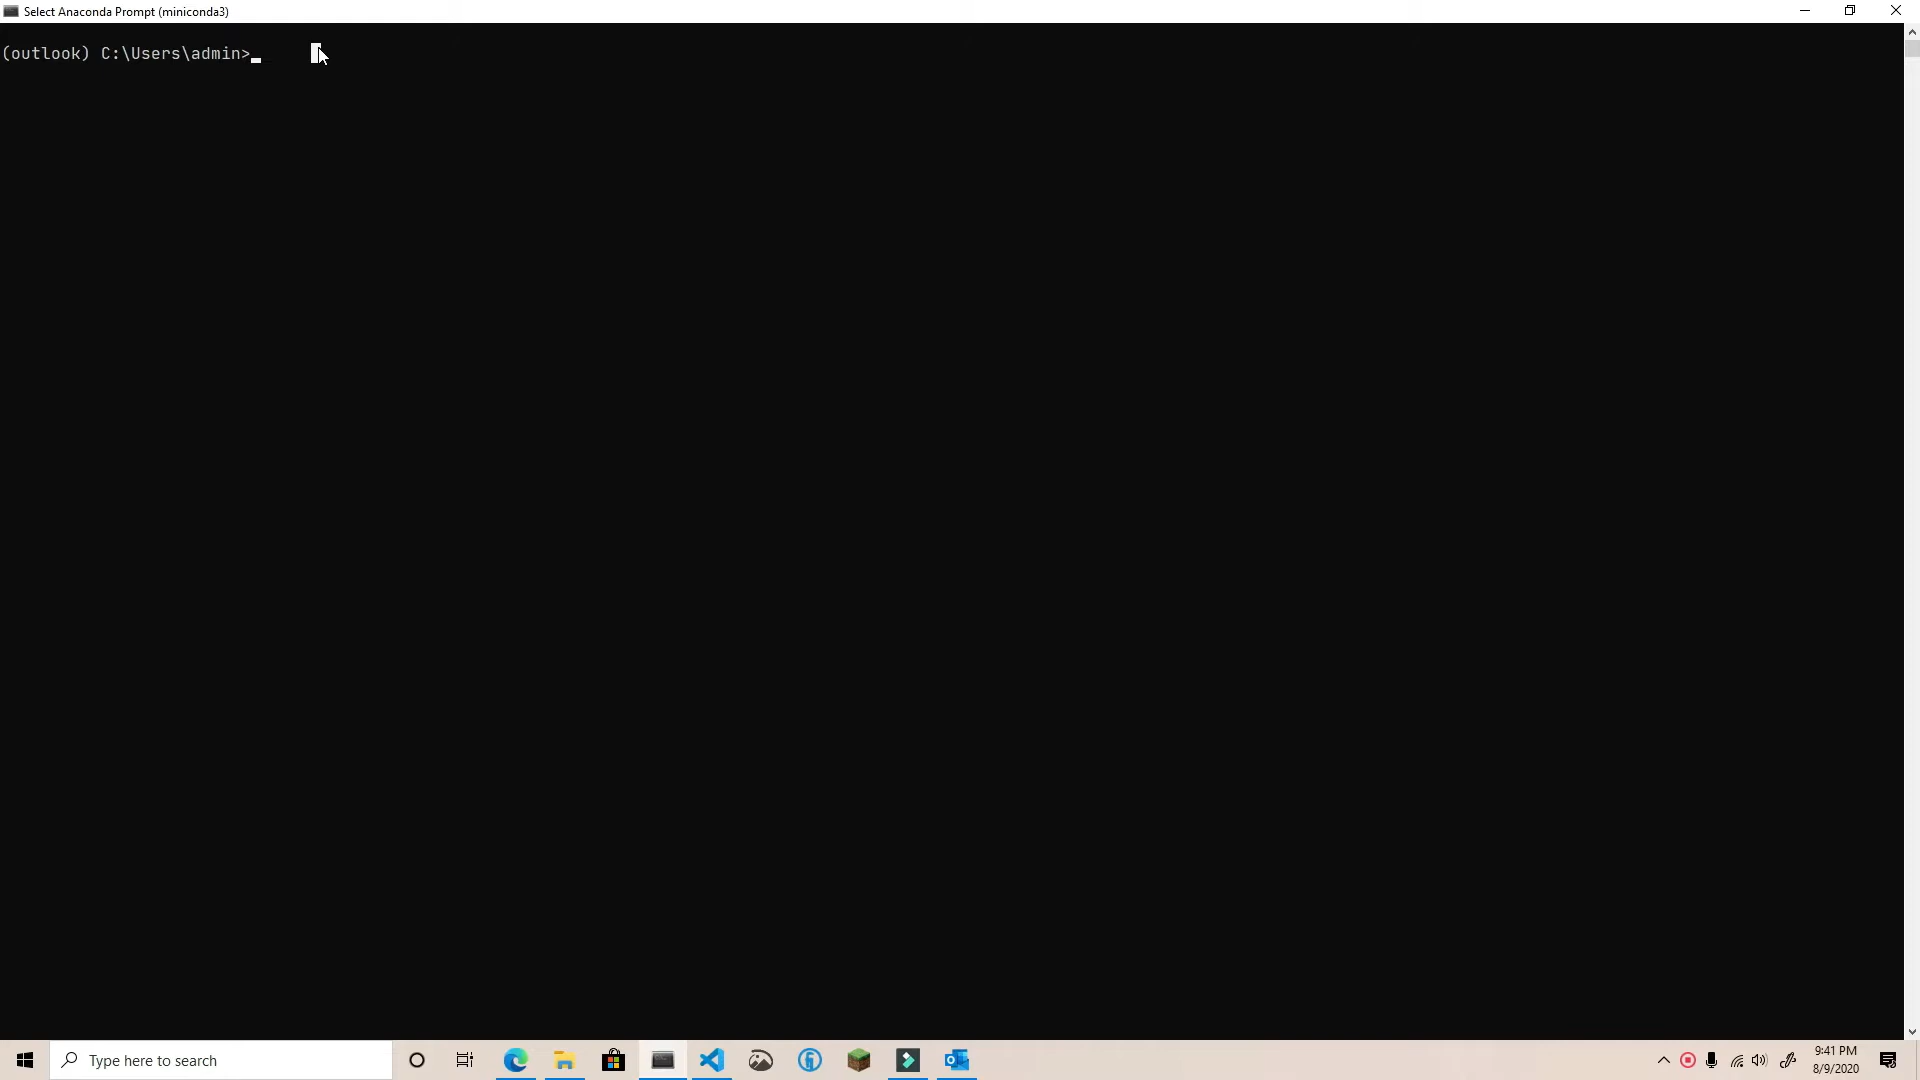 Select Anaconda Prompt (miniconda3)
(outlook) C:\Users\admin>
Type here to search
9:41 PM
8/9/2020